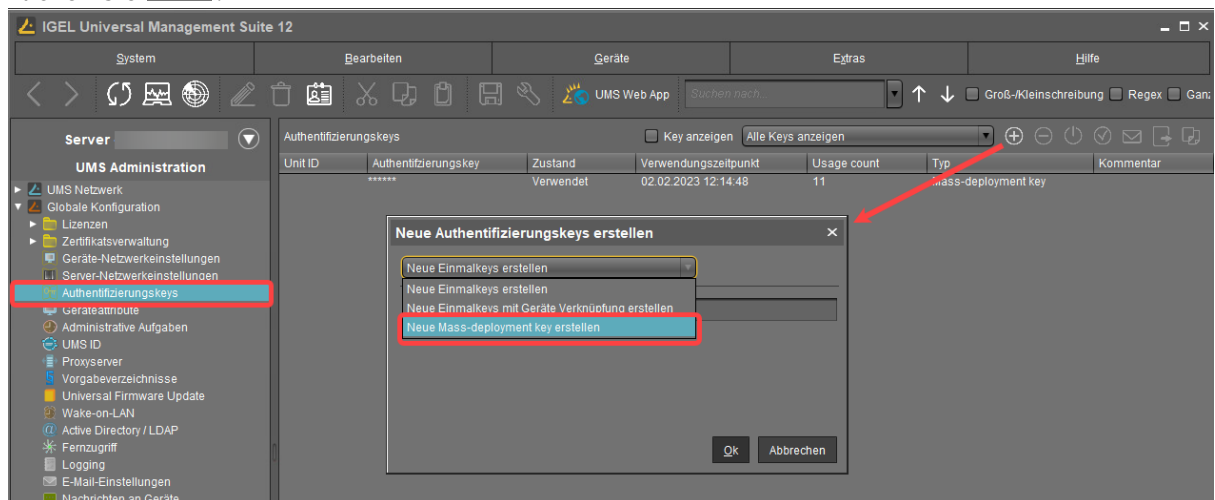 IGEL Universal Management Suite 12
System Bearbeiten Geräte Extras Hilfe
UMS Web App Suchen nach... Groß-/Kleinschreibung Regex
Server
Authentifizierungskeys Key anzeigen Alle Keys anzeigen
UMS Administration
Unit ID Authentifizierungskey Zustand Verwendungszeitpunkt Usage count Typ Kommentar
****** Verwendet 02.02.2023 12:14:48 11 Mass-deployment key
UMS Netzwerk
Globale Konfiguration
Lizenzen
Zertifikatsverwaltung
Geräte-Netzwerkeinstellungen
Server-Netzwerkeinstellungen
Authentifizierungskeys
Geräteattribute
Administrative Aufgaben
UMS ID
Proxyserver
Vorgabeverzeichnisse
Universal Firmware Update
Wake-on-LAN
Active Directory / LDAP
Fernzugriff
Logging
E-Mail-Einstellungen
Nachrichten an Geräte
Neue Authentifizierungskeys erstellen
Neue Einmalkeys erstellen
Neue Einmalkeys erstellen
Neue Einmalkeys mit Geräte Verknüpfung erstellen
Neue Mass-deployment key erstellen
Ok Abbrechen